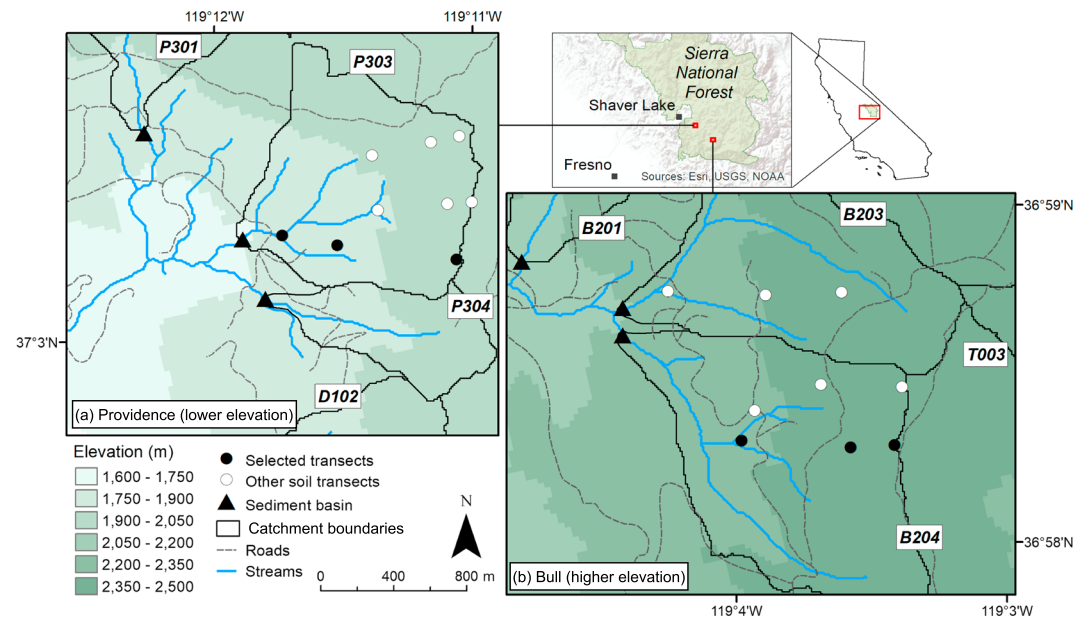 119°12'W
119°11'W
P301
P303
P304
D102
37°3'N
(a) Providence (lower elevation)
Sierra
National
Forest
Shaver Lake
Fresno
Sources: Esri, USGS, NOAA
B201
B203
T003
B204
36°59'N
36°58'N
(b) Bull (higher elevation)
119°4'W
119°3'W
Elevation (m)
1,600 - 1,750
1,750 - 1,900
1,900 - 2,050
2,050 - 2,200
2,200 - 2,350
2,350 - 2,500
Selected transects
Other soil transects
Sediment basin
Catchment boundaries
Roads
Streams
N
0 400 800 m